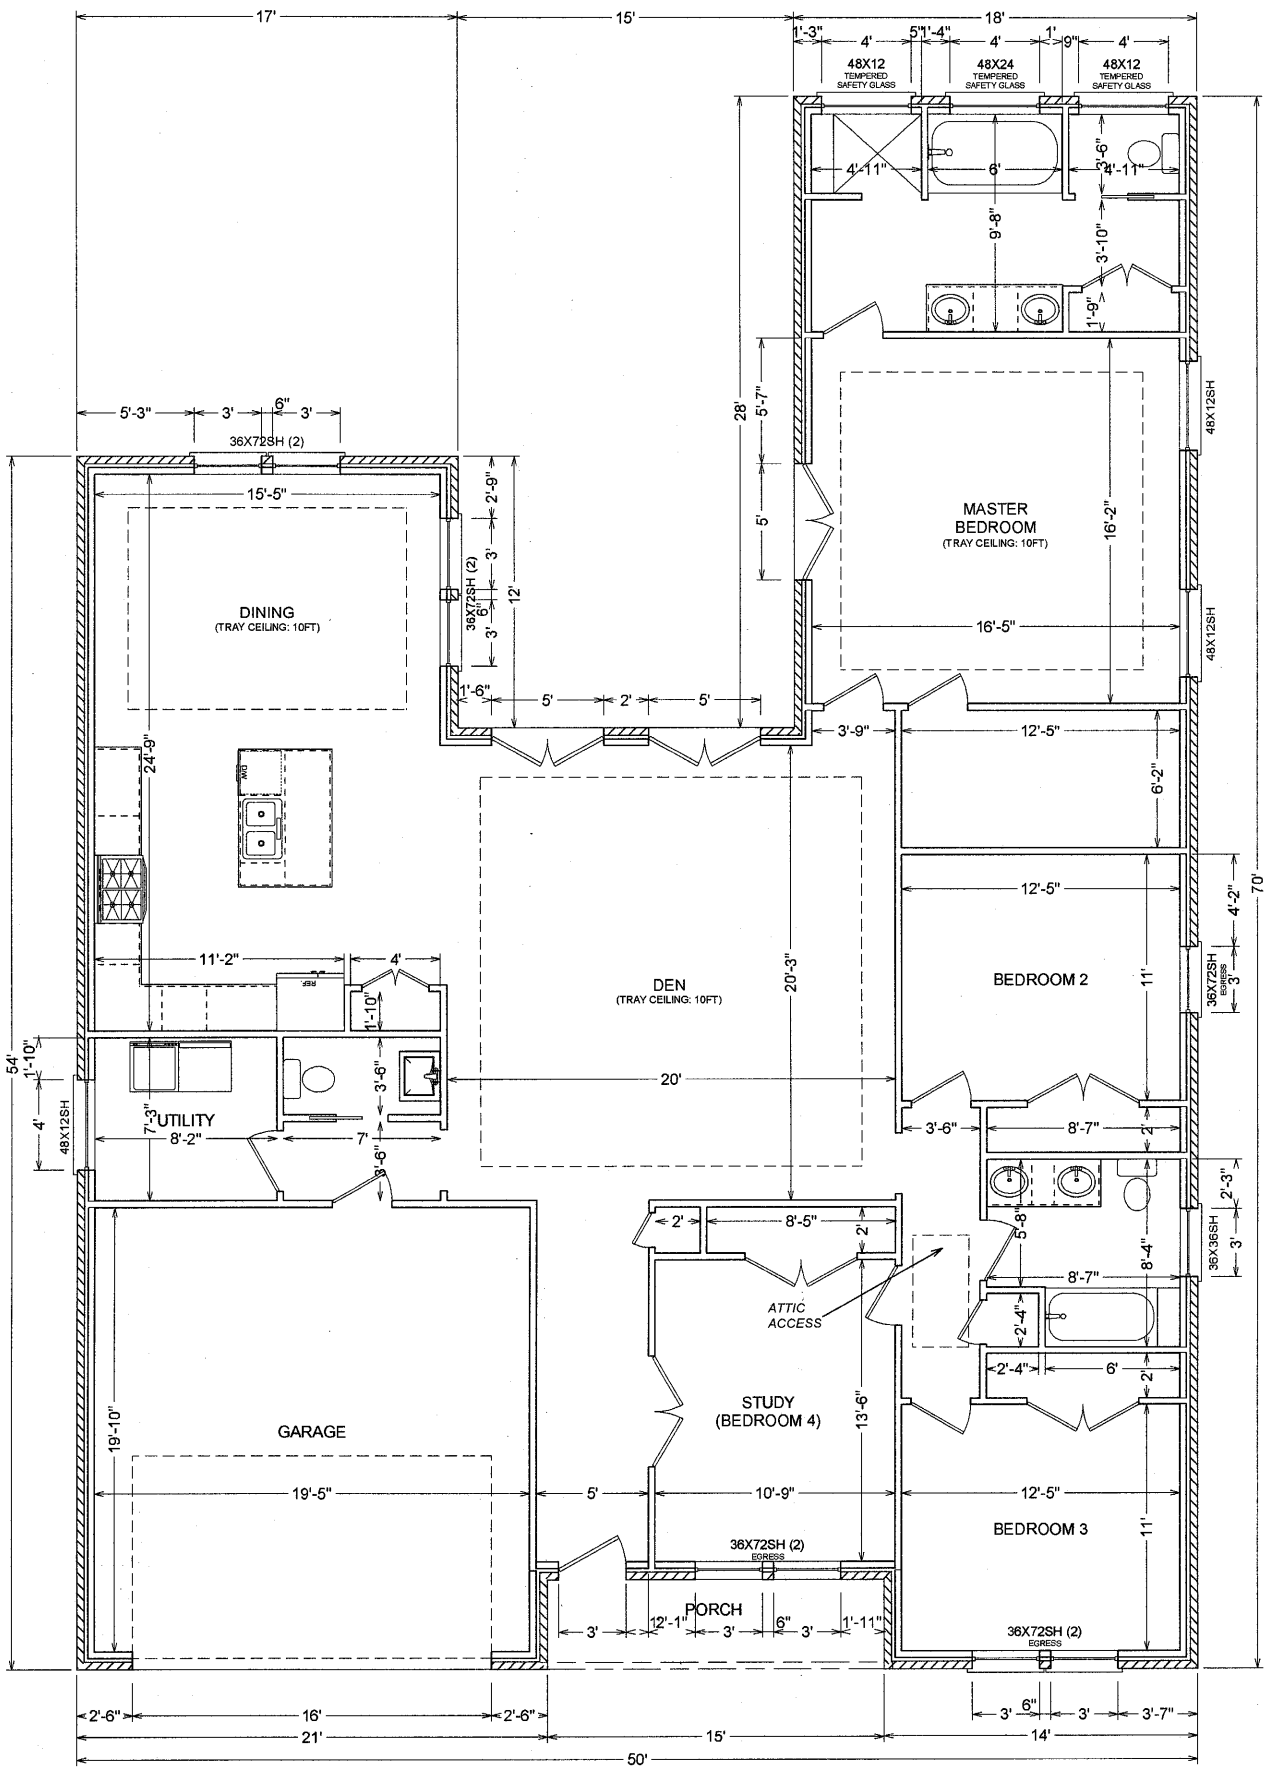 17'
15'
18'
1'-3"
4'
5"
1'-4"
4'
1'
9"
4'
48X12
TEMPERED
SAFETY GLASS
48X24
TEMPERED
SAFETY GLASS
48X12
TEMPERED
SAFETY GLASS
4'-11"
6'
4'-11"
3'-6"
9'-8"
3'-10"
1'-9"
28'
5'-7"
5'
48X12SH
5'-3"
3'
6"
3'
36X72SH (2)
15'-5"
2'-9"
3'
36X72SH (2)
6"
3'
12'
MASTER
BEDROOM
(TRAY CEILING: 10FT)
16'-2"
16'-5"
48X12SH
DINING
(TRAY CEILING: 10FT)
1'-6"
5'
2'
5'
3'-9"
12'-5"
6'-2"
24'-9"
DW
70'
12'-5"
4'-2"
11'-2"
4'
REF.
1'-10"
DEN
(TRAY CEILING: 10FT)
20'-3"
BEDROOM 2
11'
36X72SH
EGRESS
3'
54'
1'-10"
4'
48X12SH
UTILITY
7'-3"
8'-2"
3'-6"
7'
3'-6"
20'
3'-6"
8'-7"
2'
2'-3"
3'
36X36SH
5'-8"
8'-4"
8'-7"
2'-4"
2'-4"
6'
2'
2'
8'-5"
2'
ATTIC
ACCESS
STUDY
(BEDROOM 4)
13'-6"
GARAGE
19'-10"
19'-5"
5'
10'-9"
12'-5"
BEDROOM 3
11'
36X72SH (2)
EGRESS
PORCH
3'
1'
2'-1"
3'
6"
3'
1'-11"
36X72SH (2)
EGRESS
2'-6"
16'
2'-6"
3'
6"
3'
3'-7"
21'
15'
14'
50'